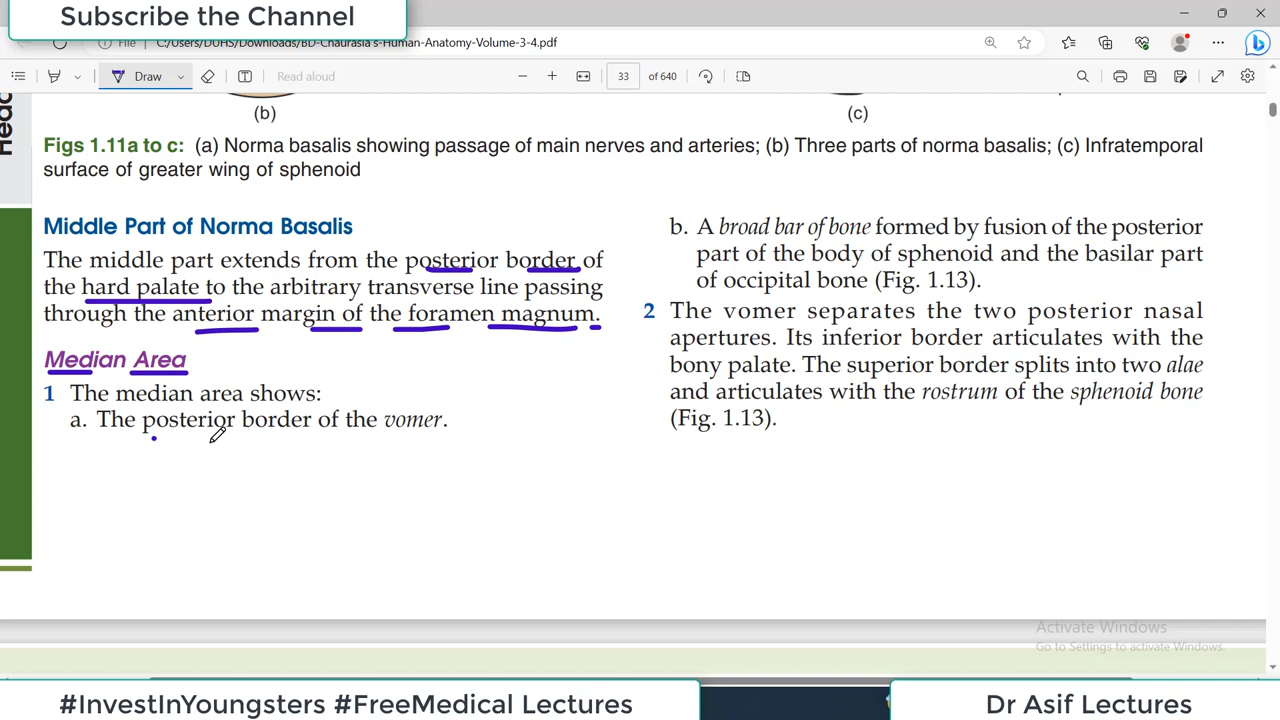 Subscribe the Channel
File C:/Users/DUHS/Downloads/BD-Chaurasia's-Human-Anatomy-Volume-3-4.pdf
Draw
Read aloud
33 of 640
(b) (c)
Figs 1.11a to c: (a) Norma basalis showing passage of main nerves and arteries; (b) Three parts of norma basalis; (c) Infratemporal
surface of greater wing of sphenoid
Middle Part of Norma Basalis
The middle part extends from the posterior border of
the hard palate to the arbitrary transverse line passing
through the anterior margin of the foramen magnum.
Median Area
1 The median area shows:
a. The posterior border of the vomer.
b. A broad bar of bone formed by fusion of the posterior
part of the body of sphenoid and the basilar part
of occipital bone (Fig. 1.13).
2 The vomer separates the two posterior nasal
apertures. Its inferior border articulates with the
bony palate. The superior border splits into two alae
and articulates with the rostrum of the sphenoid bone
(Fig. 1.13).
Activate Windows
Go to Settings to activate Windows.
#InvestInYoungsters #FreeMedical Lectures
Dr Asif Lectures